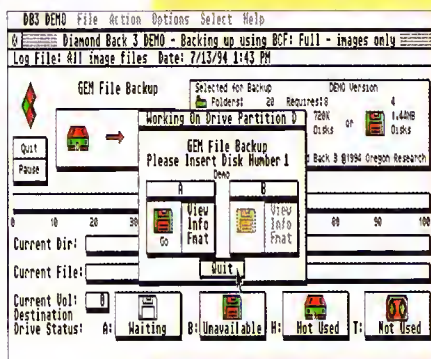 DB3 DEMO File Action Options Select Help
Diamond Back 3 DEMO - Backing up using BCF: Full - images only
Log File: All image files Date: 7/13/94 1:43 PM
GEM File Backup
Selected for Backup
DEMO Version
Folders: 20 Requires: 8
4
720K Disks or 1.44MB Disks
Back 3 @1994 Oregon Research
Working On Drive Partition D
GEM File Backup
Please Insert Disk Number 1
Demo
A
B
Go
View
Info
Fmat
View
Info
Fmat
Quit
Quit
Pause
0 10 20 30 80 90 100
Current Dir:
Current File:
Current Vol: 0
Destination
Drive Status: A: Waiting B: Unavailable H: Not Used T: Not Used